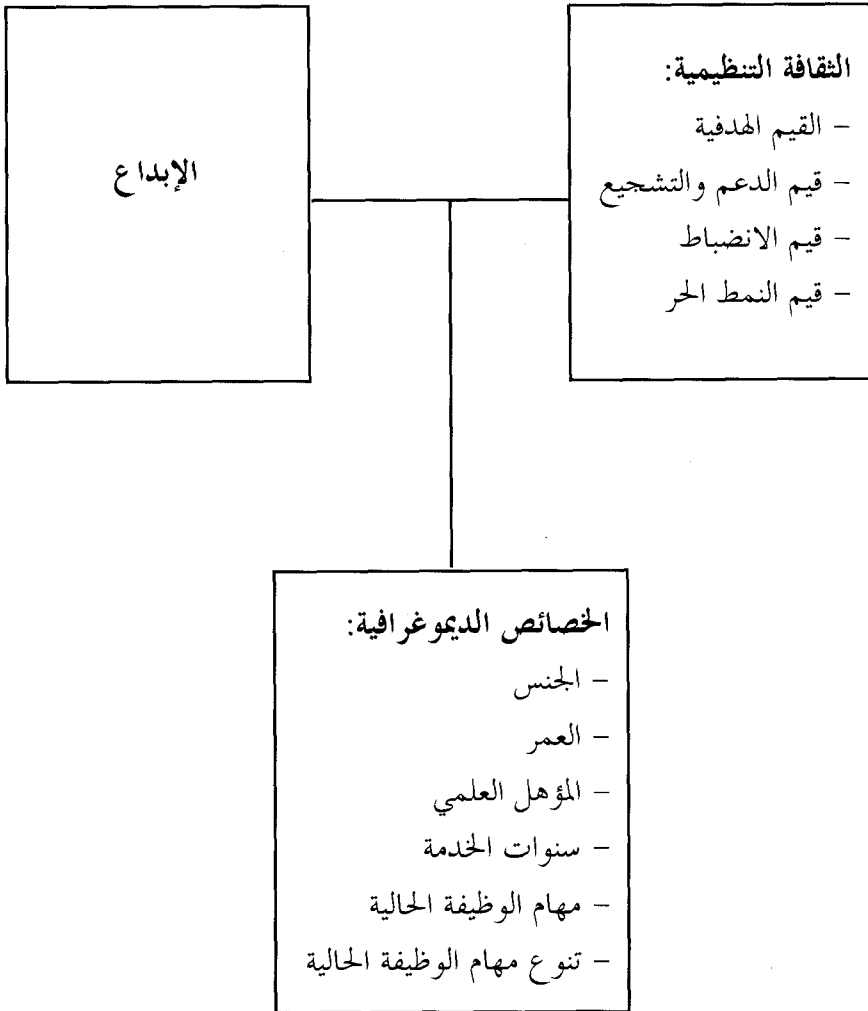 الثقافة التنظيمية:
– القيم الهدفية
– قيم الدعم والتشجيع
– قيم الانضباط
– قيم النمط الحر
الإبداع
الخصائص الديموغرافية:
– الجنس
– العمر
– المؤهل العلمي
– سنوات الخدمة
– مهام الوظيفة الحالية
– تنوع مهام الوظيفة الحالية